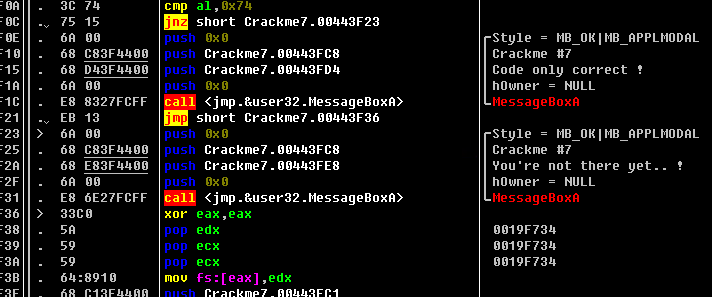 F0A . 3C 74 cmp al,0x74
F0C .⌄ 75 15 jnz short Crackme7.00443F23
F0E . 6A 00 push 0x0 Style = MB_OK|MB_APPLMODAL
F10 . 68 C83F4400 push Crackme7.00443FC8 Crackme #7
F15 . 68 D43F4400 push Crackme7.00443FD4 Code only correct !
F1A . 6A 00 push 0x0 hOwner = NULL
F1C . E8 8327FCFF call <jmp.&user32.MessageBoxA> MessageBoxA
F21 .⌄ EB 13 jmp short Crackme7.00443F36
F23 > 6A 00 push 0x0 Style = MB_OK|MB_APPLMODAL
F25 . 68 C83F4400 push Crackme7.00443FC8 Crackme #7
F2A . 68 E83F4400 push Crackme7.00443FE8 You're not there yet.. !
F2F . 6A 00 push 0x0 hOwner = NULL
F31 . E8 6E27FCFF call <jmp.&user32.MessageBoxA> MessageBoxA
F36 > 33C0 xor eax,eax
F38 . 5A pop edx 0019F734
F39 . 59 pop ecx 0019F734
F3A . 59 pop ecx 0019F734
F3B . 64:8910 mov fs:[eax],edx
F3E . 68 C13F4400 push Crackme7.00443FC1